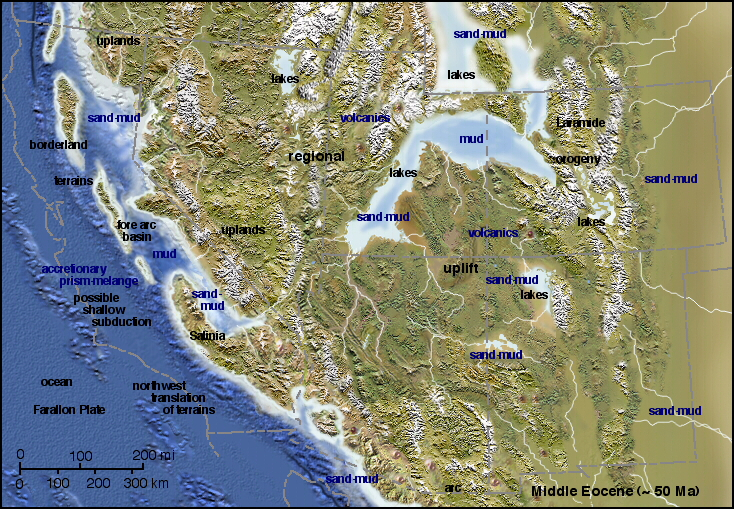 uplands
sand-mud
lakes
lakes
sand-mud
volcanics
Laramide
mud
borderland
regional
orogeny
terrains
lakes
sand-mud
sand-mud
fore arc
basin
uplands
lakes
volcanics
mud
accretionary
prism-melange
uplift
sand-mud
lakes
possible
shallow
subduction
sand-
mud
Salinia
sand-mud
ocean
northwest
translation
of terrains
Farallon Plate
sand-mud
0 100 200 mi
0 100 200 300 km
sand-mud
arc
Middle Eocene (~ 50 Ma)